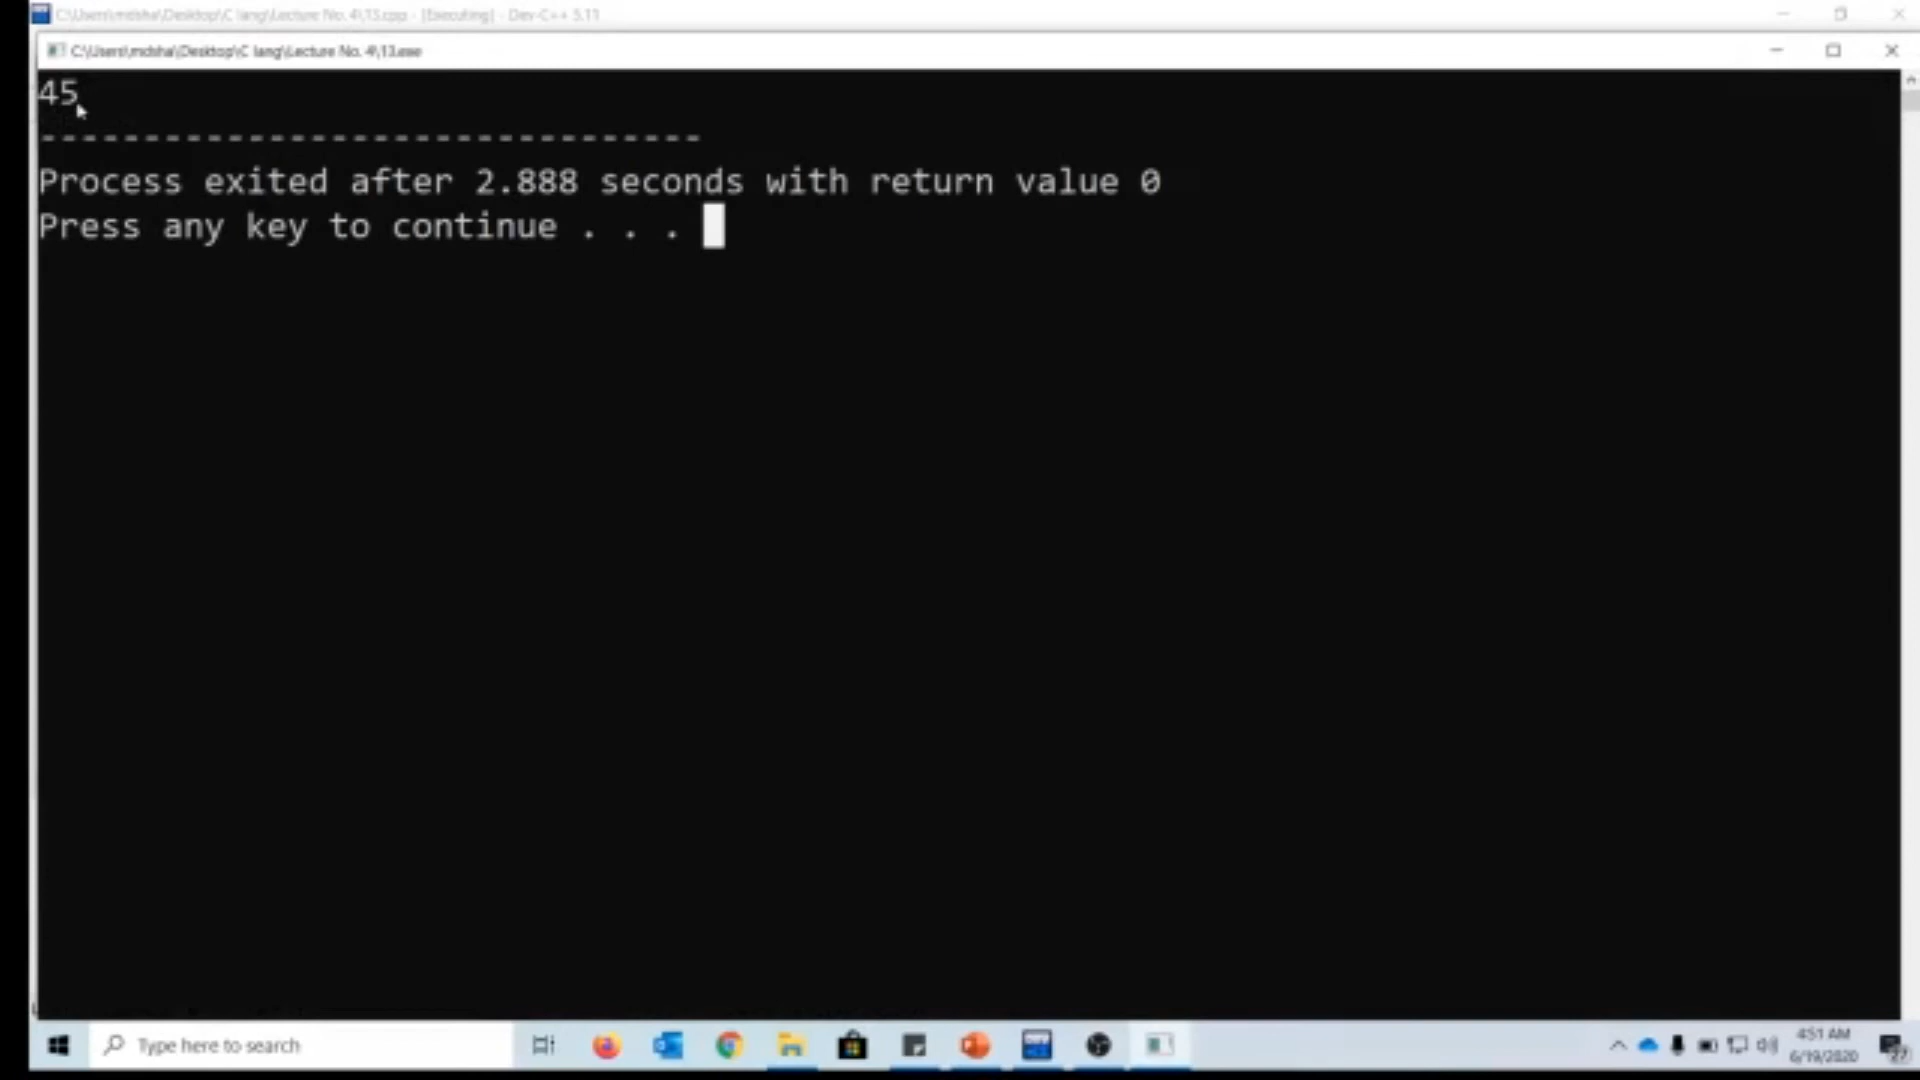 C:\Users\mdsha\Desktop\C lang\Lecture No. 4\13.cpp - [Executing] - Dev-C++ 5.11
C:\Users\mdsha\Desktop\C lang\Lecture No. 4\13.exe
45
--------------------------------
Process exited after 2.888 seconds with return value 0
Press any key to continue . . .
Type here to search
4:51 AM
6/19/2020
27